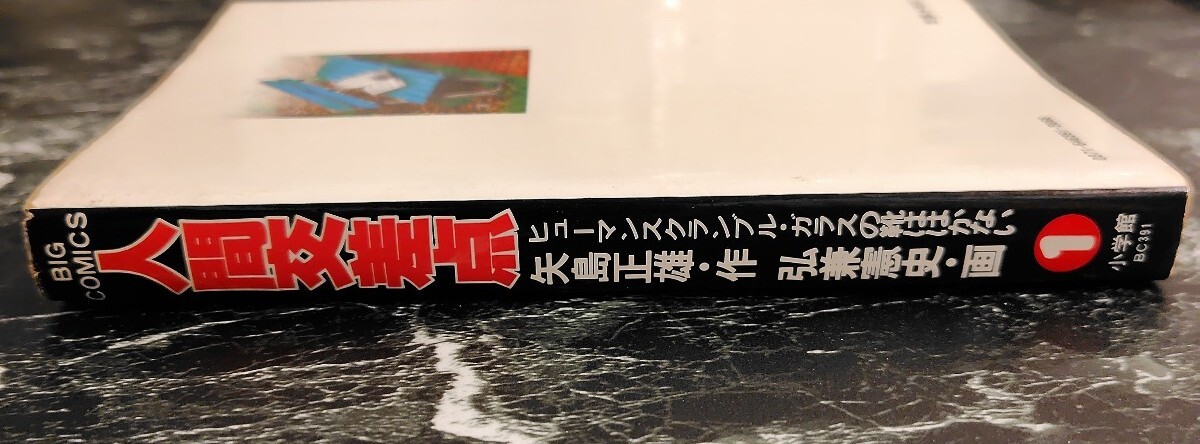 BIG
COMICS
人間交差点
ヒューマンスクランブル・ガラスの靴ははかない
矢島正雄・作 弘兼憲史・画
1
小学館
BC391